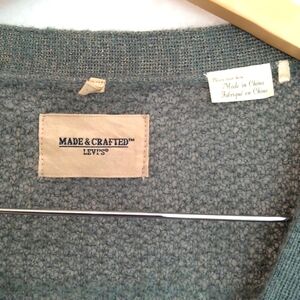 MADE & CRAFTED™
LEVI'S®
Made in China
Fabriqué en Chine